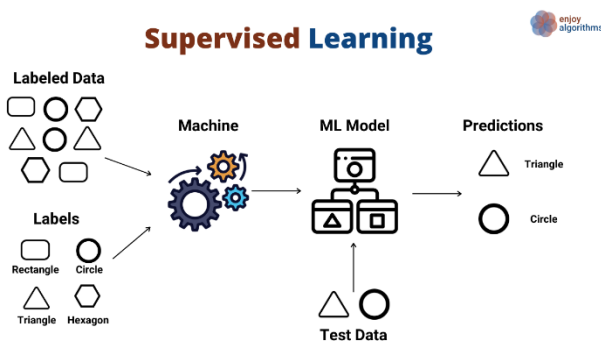 Supervised Learning
enjoy
algorithms
Labeled Data
Machine
ML Model
Predictions
Triangle
Circle
Labels
Rectangle
Circle
Triangle
Hexagon
Test Data